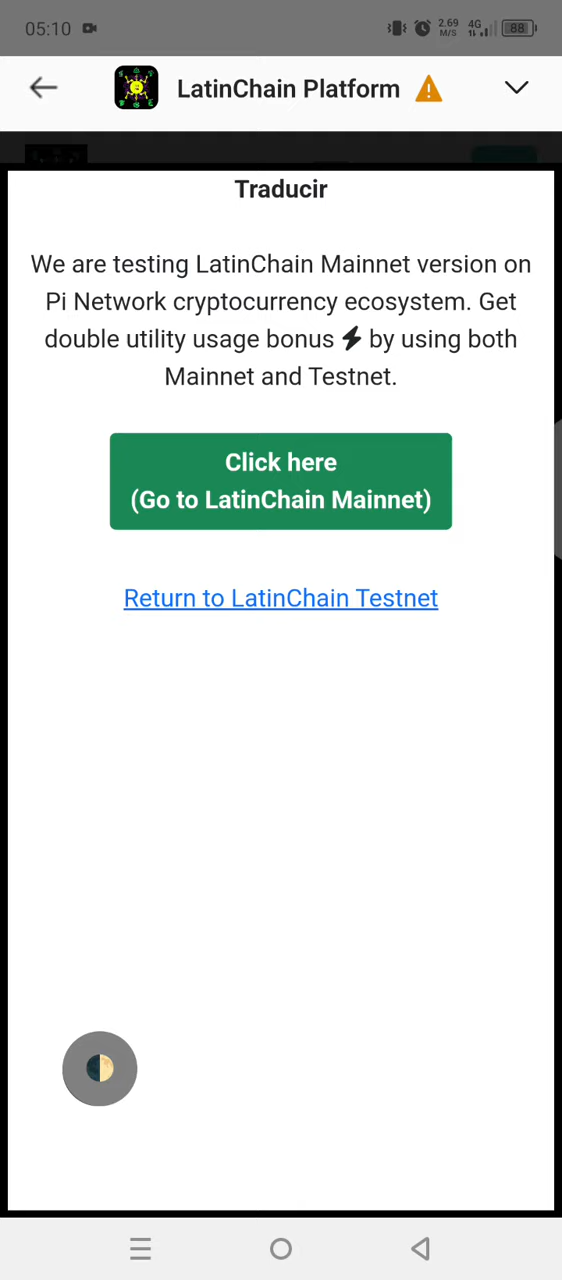 05:10
2.69
M/S
4G
88
LatinChain Platform
Traducir
We are testing LatinChain Mainnet version on
Pi Network cryptocurrency ecosystem. Get
double utility usage bonus ⚡ by using both
Mainnet and Testnet.
Click here
(Go to LatinChain Mainnet)
Return to LatinChain Testnet